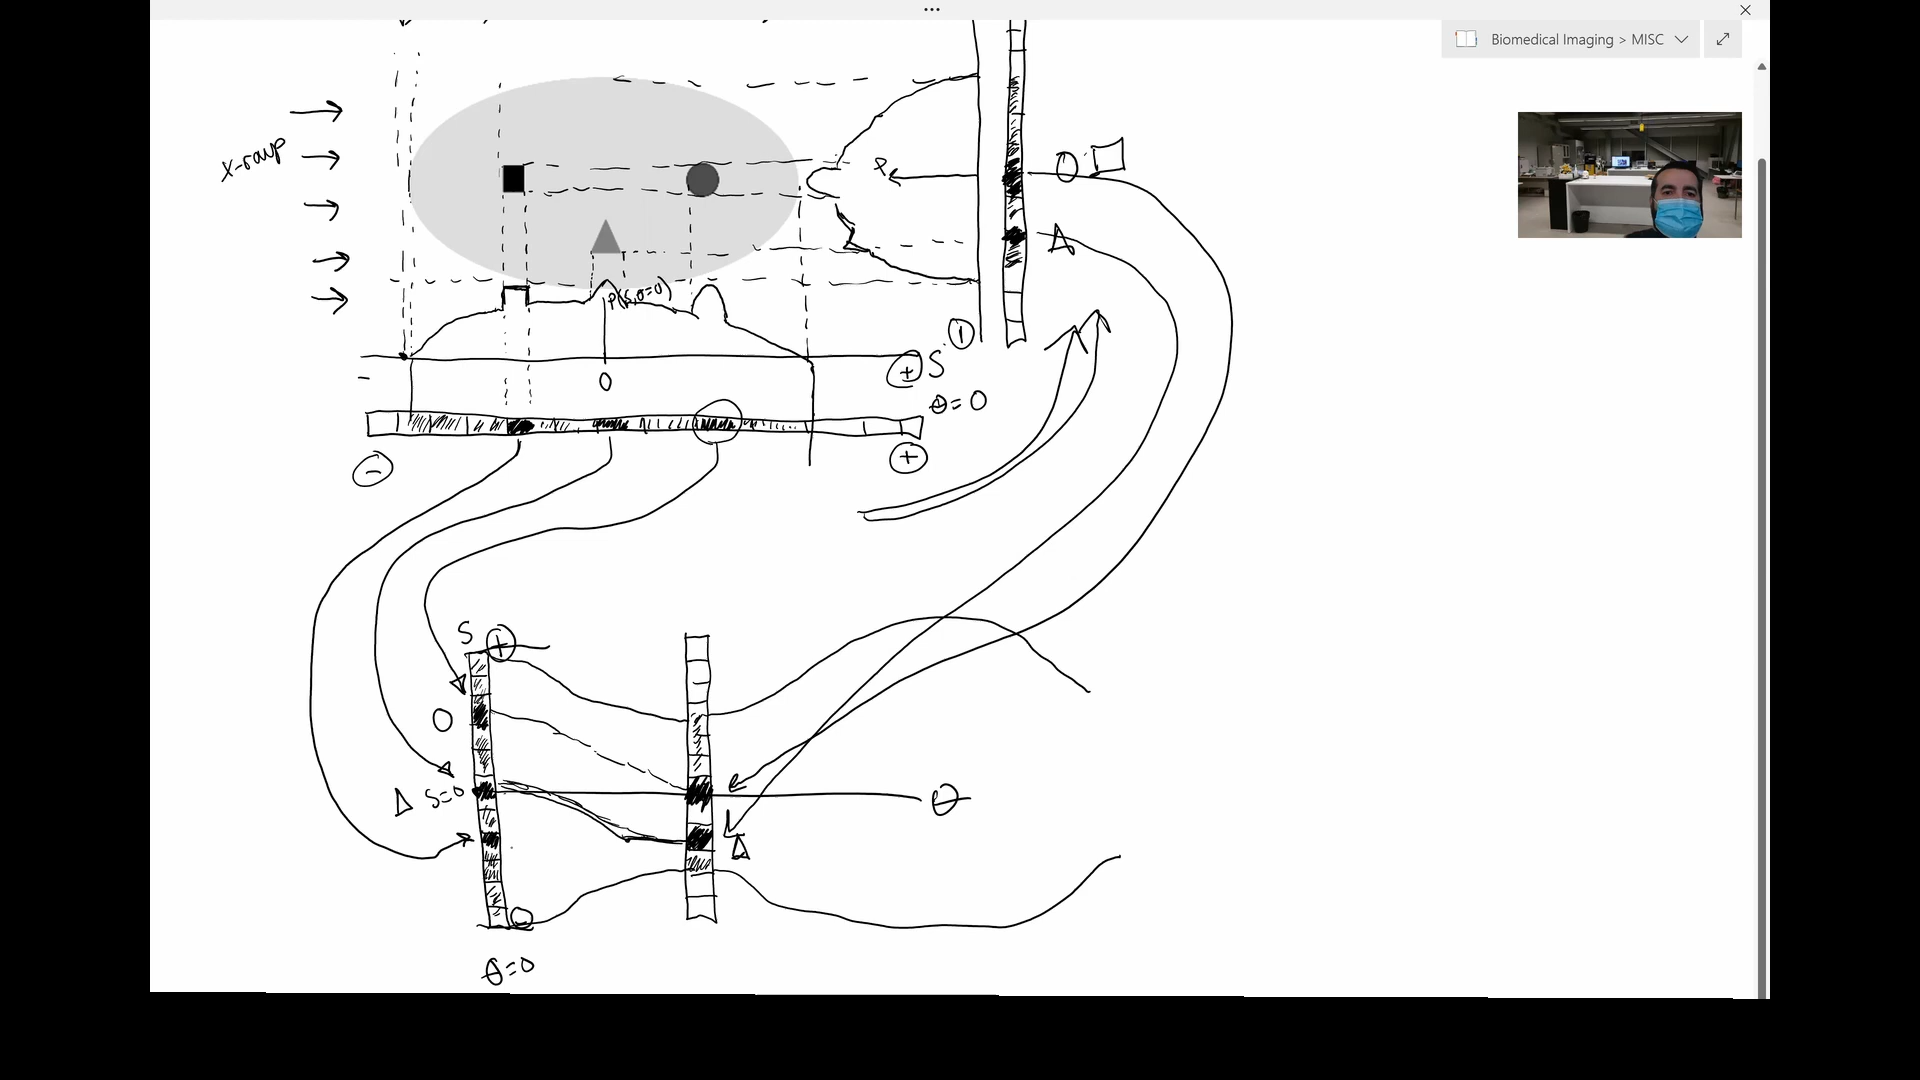 Biomedical Imaging > MISC
X-rays
P
O □
Δ
P(s,θ=0)
−
0
+ S
θ=0
−
+
S +
O
Δ S=0
θ
Δ
−
θ=0